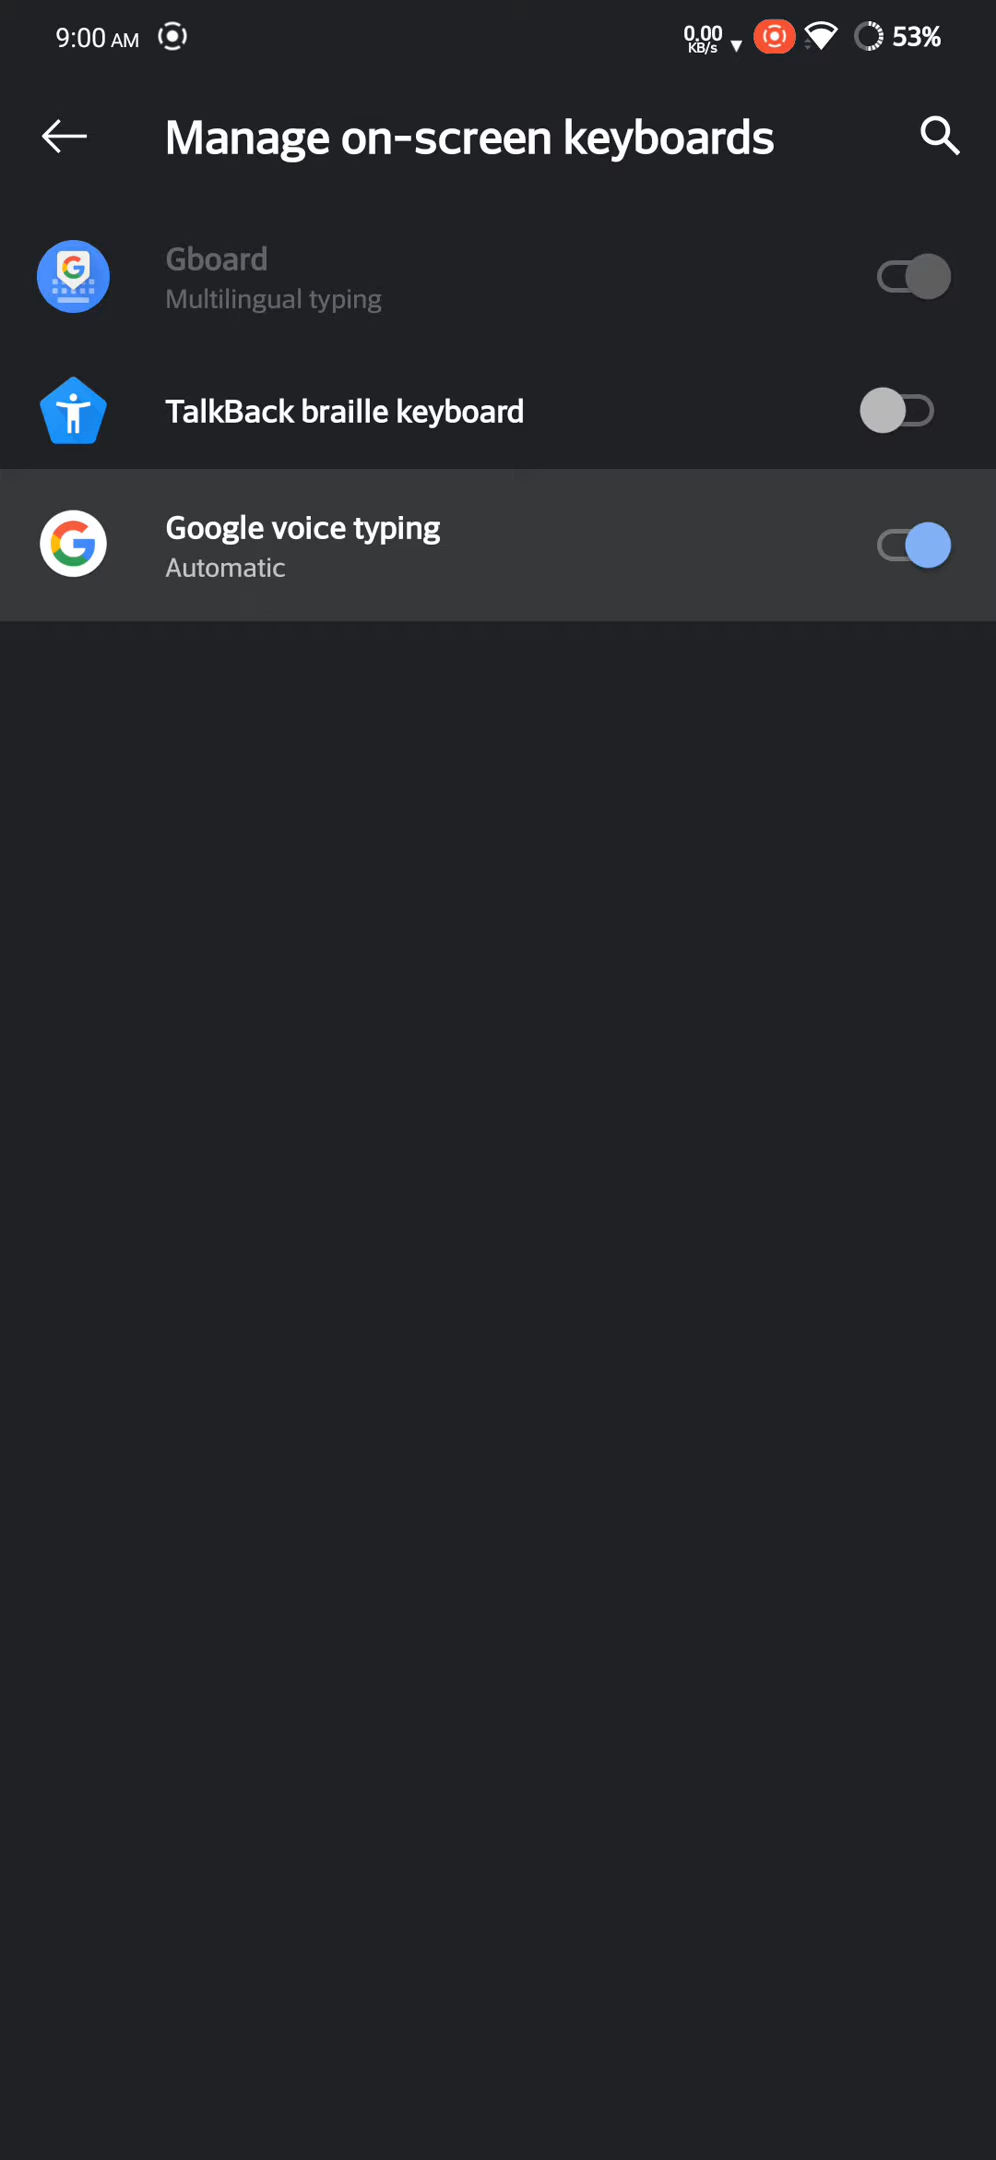 9:00 AM
0.00
KB/s
53%
Manage on-screen keyboards
Gboard
Multilingual typing
TalkBack braille keyboard
Google voice typing
Automatic